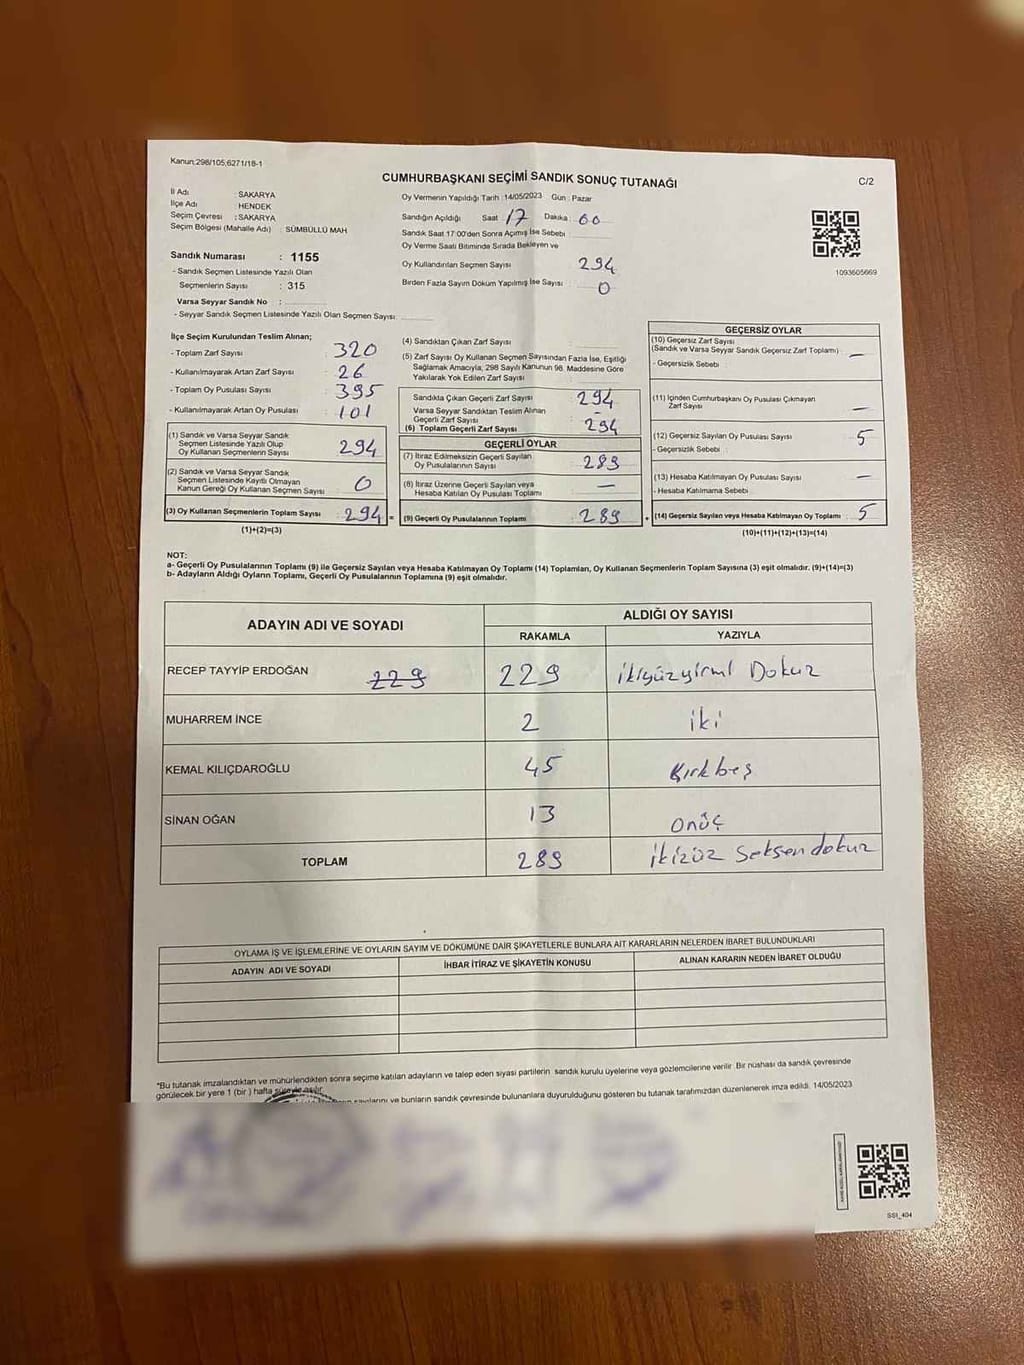 Kanun:298/105;6271/18-1
CUMHURBAŞKANI SEÇİMİ SANDIK SONUÇ TUTANAĞI
C/2
İl Adı : SAKARYA
İlçe Adı : HENDEK
Seçim Çevresi : SAKARYA
Seçim Bölgesi (Mahalle Adı) : SÜMBÜLLÜ MAH
Sandık Numarası : 1155
- Sandık Seçmen Listesinde Yazılı Olan
Seçmenlerin Sayısı : 315
Varsa Seyyar Sandık No :
- Seyyar Sandık Seçmen Listesinde Yazılı Olan Seçmen Sayısı:
Oy Vermenin Yapıldığı Tarih :14/05/2023 Gün : Pazar
Sandığın Açıldığı Saat 17 Dakika : 00
Sandık Saat 17:00'den Sonra Açımış İse Sebebi :
Oy Verme Saati Bitiminde Sırada Bekleyen ve
Oy Kullandırılan Seçmen Sayısı 294
Birden Fazla Sayım Döküm Yapılmış İse Sayısı : 0
1093605669
İlçe Seçim Kurulundan Teslim Alınan;
- Toplam Zarf Sayısı : 320
- Kullanılmayarak Artan Zarf Sayısı : 26
- Toplam Oy Pusulası Sayısı : 395
- Kullanılmayarak Artan Oy Pusulası : 101
(1) Sandık ve Varsa Seyyar Sandık
Seçmen Listesinde Yazılı Olup
Oy Kullanan Seçmenlerin Sayısı : 294
(2) Sandık ve Varsa Seyyar Sandık
Seçmen Listesinde Kayıtlı Olmayan
Kanun Gereği Oy Kullanan Seçmen Sayısı : 0
(3) Oy Kullanan Seçmenlerin Toplam Sayısı : 294 =
(1)+(2)=(3)
(4) Sandıktan Çıkan Zarf Sayısı :
(5) Zarf Sayısı Oy Kullanan Seçmen Sayısından Fazla İse, Eşitliği
Sağlamak Amacıyla, 298 Sayılı Kanunun 98. Maddesine Göre
Yakılarak Yok Edilen Zarf Sayısı :
Sandıkta Çıkan Geçerli Zarf Sayısı : 294
Varsa Seyyar Sandıktan Teslim Alınan
Geçerli Zarf Sayısı : -
(6) Toplam Geçerli Zarf Sayısı : 294
GEÇERLİ OYLAR
(7) İtiraz Edilmeksizin Geçerli Sayılan
Oy Pusulalarının Sayısı : 289
(8) İtiraz Üzerine Geçerli Sayılan veya
Hesaba Katılan Oy Pusulası Toplamı : —
(9) Geçerli Oy Pusulalarının Toplamı : 289 +
GEÇERSİZ OYLAR
(10) Geçersiz Zarf Sayısı
(Sandık ve Varsa Seyyar Sandık Geçersiz Zarf Toplamı) : —
- Geçersizlik Sebebi :
(11) İçinden Cumhurbaşkanı Oy Pusulası Çıkmayan
Zarf Sayısı : —
(12) Geçersiz Sayılan Oy Pusulası Sayısı : 5
- Geçersizlik Sebebi :
(13) Hesaba Katılmayan Oy Pusulası Sayısı : —
- Hesaba Katılmama Sebebi :
(14) Geçersiz Sayılan veya Hesaba Katılmayan Oy Toplamı : 5
(10)+(11)+(12)+(13)=(14)
NOT:
a- Geçerli Oy Pusulalarının Toplamı (9) ile Geçersiz Sayılan veya Hesaba Katılmayan Oy Toplamı (14) Toplamları, Oy Kullanan Seçmenlerin Toplam Sayısına (3) eşit olmalıdır. (9)+(14)=(3)
b- Adayların Aldığı Oyların Toplamı, Geçerli Oy Pusulalarının Toplamına (9) eşit olmalıdır.
ADAYIN ADI VE SOYADI
ALDIĞI OY SAYISI
RAKAMLA YAZIYLA
RECEP TAYYİP ERDOĞAN 229 229 ikiyüzyirmi Dokuz
MUHARREM İNCE 2 iki
KEMAL KILIÇDAROĞLU 45 Kırkbeş
SİNAN OĞAN 13 onüç
TOPLAM 289 ikizüz seksendokuz
OYLAMA İŞ VE İŞLEMLERİNE VE OYLARIN SAYIM VE DÖKÜMÜNE DAİR ŞİKAYETLERLE BUNLARA AİT KARARLARIN NELERDEN İBARET BULUNDUKLARI
ADAYIN ADI VE SOYADI İHBAR İTİRAZ VE ŞİKAYETİN KONUSU ALINAN KARARIN NEDEN İBARET OLDUĞU
*Bu tutanak imzalandıktan ve mühürlendikten sonra seçime katılan adayların ve talep eden siyasi partilerin sandık kurulu üyelerine veya gözlemcilerine verilir. Bir nüshası da sandık çevresinde
görülecek bir yere 1 (bir ) hafta süreyle asılır.
ve bunların sandık çevresinde bulunanlara duyurulduğunu gösteren bu tutanak tarafımızdan düzenlenerek imza edildi. 14/05/2023
SSI_404